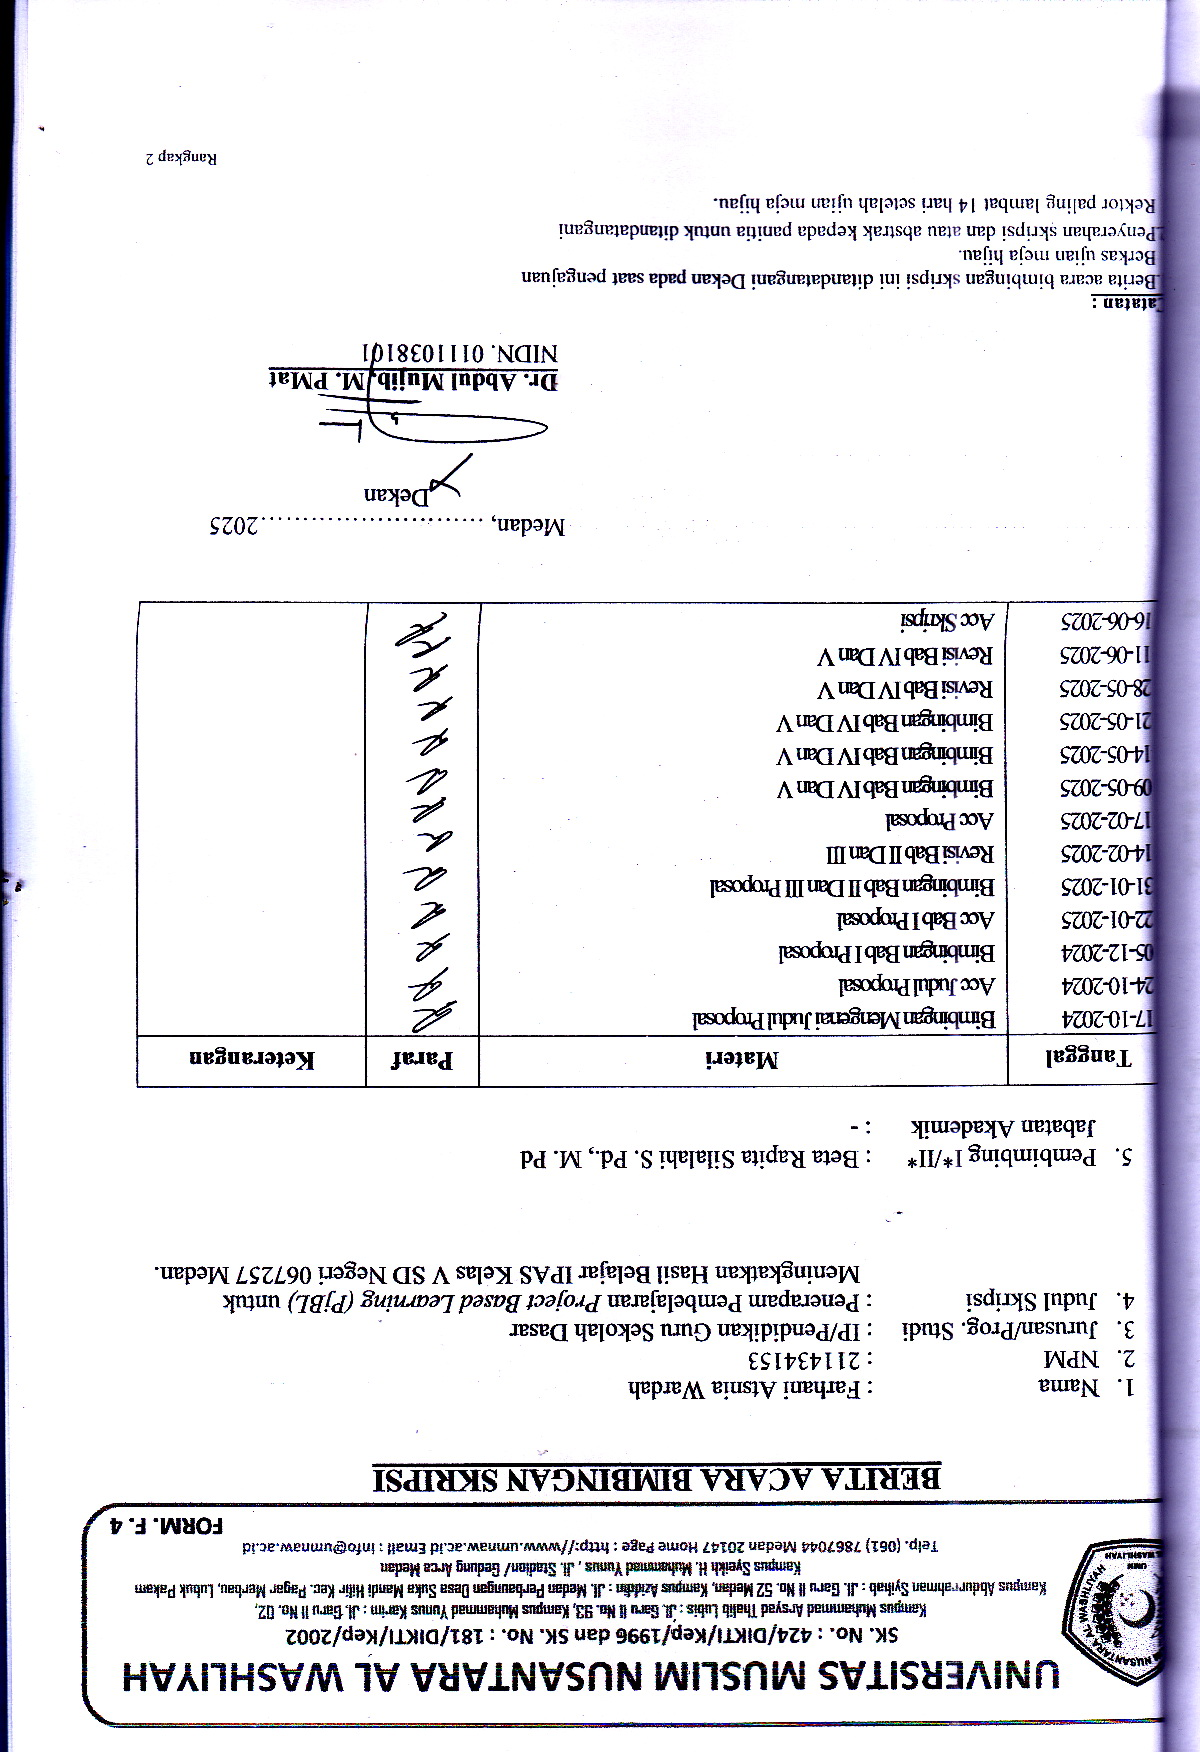 UNIVERSITAS MUSLIM NUSANTARA AL WASHLIYAH
SK. No. : 424/DIKTI/Kep/1996 dan SK. No. : 181/DIKTI/Kep/2002
Kampus Muhammad Arsyad Thalib Lubis : Jl. Garu II No. 93, Kampus Muhammad Yunus Karim : Jl. Garu II No. 02,
Kampus Abdurrahman Syihab : Jl. Garu II No. 52 Medan, Kampus Aziddin : Jl. Medan Perbaungan Desa Suka Mandi Hilir Kec. Pagar Merbau, Lubuk Pakam
Kampus Syeikh H. Muhammad Yunus , Jl. Stadion/ Gedung Arca Medan
Telp. (061) 7867044 Medan 20147 Home Page : http://www.umnaw.ac.id Email : info@umnaw.ac.id
FORM. F. 4
BERITA ACARA BIMBINGAN SKRIPSI
1. Nama : Farhani Atsnia Wardah
2. NPM : 211434153
3. Jurusan/Prog. Studi : IP/Pendidikan Guru Sekolah Dasar
4. Judul Skripsi : Penerapam Pembelajaran Project Based Learning (PjBL) untuk
Meningkatkan Hasil Belajar IPAS Kelas V SD Negeri 067257 Medan.
5. Pembimbing I*/II* : Beta Rapita Silalahi S. Pd., M. Pd
Jabatan Akademik : -
Tanggal Materi Paraf Keterangan
17-10-2024 Bimbingan Mengenai Judul Proposal
24-10-2024 Acc Judul Proposal
05-12-2024 Bimbingan Bab I Proposal
22-01-2025 Acc Bab I Proposal
31-01-2025 Bimbingan Bab II Dan III Proposal
14-02-2025 Revisi Bab II Dan III
17-02-2025 Acc Proposal
09-05-2025 Bimbingan Bab IV Dan V
14-05-2025 Bimbingan Bab IV Dan V
21-05-2025 Bimbingan Bab IV Dan V
28-05-2025 Revisi Bab IV Dan V
11-06-2025 Revisi Bab IV Dan V
16-06-2025 Acc Skripsi
Medan, ............................2025
Dekan
Dr. Abdul Mujib, M. PMat
NIDN. 0111038101
Catatan :
.Berita acara bimbingan skripsi ini ditandatangani Dekan pada saat pengajuan
Berkas ujian meja hijau.
.Penyerahan skripsi dan atau abstrak kepada panitia untuk ditandatangani
Rektor paling lambat 14 hari setelah ujian meja hijau.
Rangkap 2